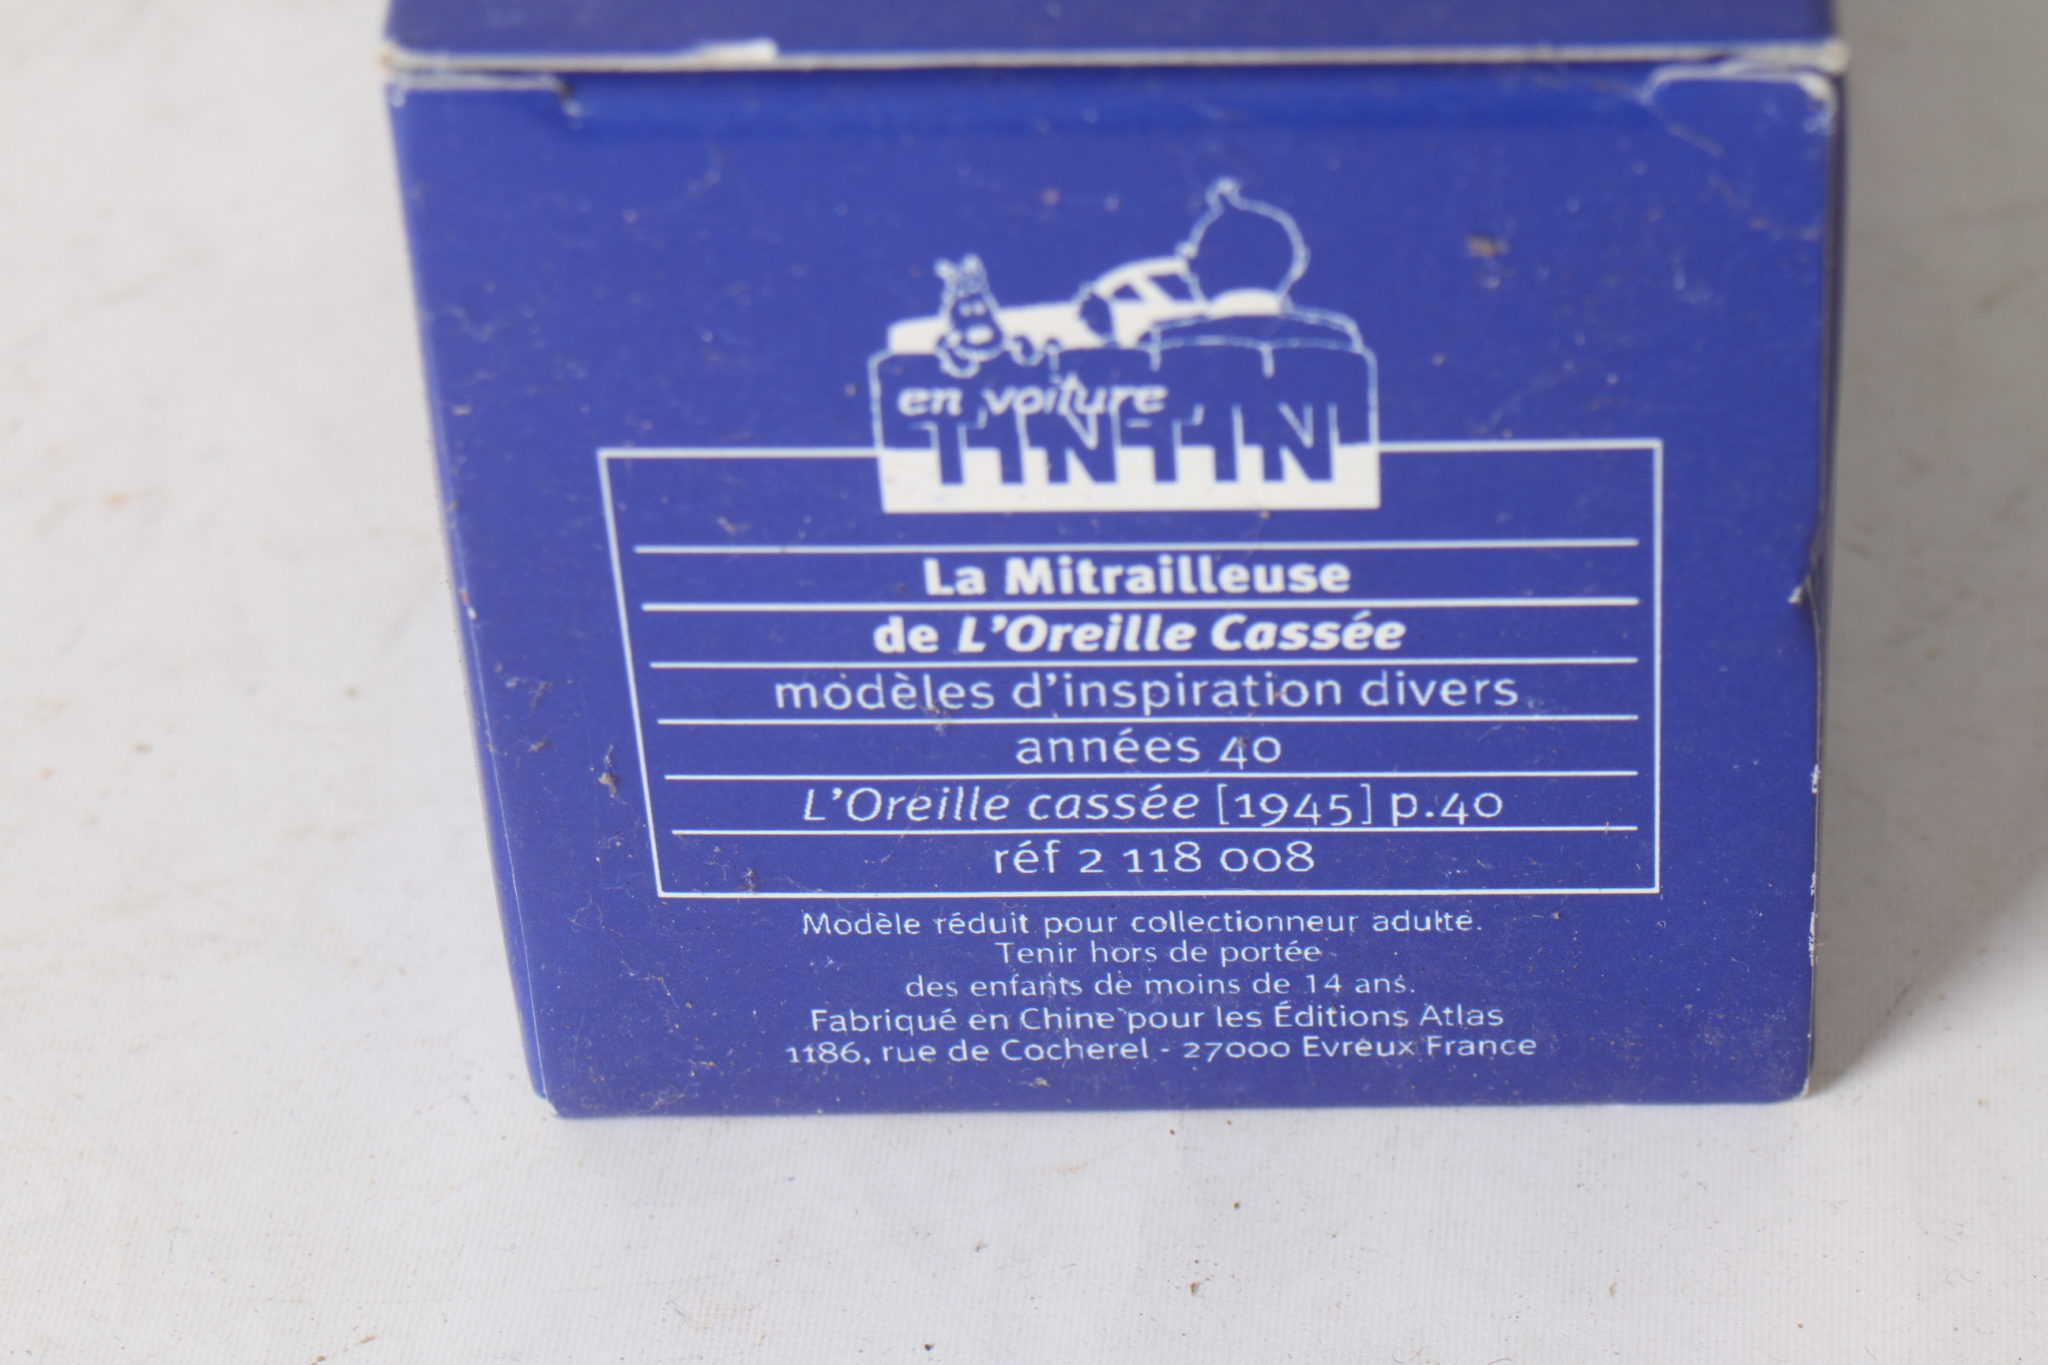 en voiture
TINTIN
La Mitrailleuse
de L'Oreille Cassée
modèles d'inspiration divers
années 40
L'Oreille cassée [1945] p.40
réf 2 118 008
Modèle réduit pour collectionneur adulte.
Tenir hors de portée
des enfants de moins de 14 ans.
Fabriqué en Chine pour les Éditions Atlas
1186, rue de Cocherel - 27000 Evreux France